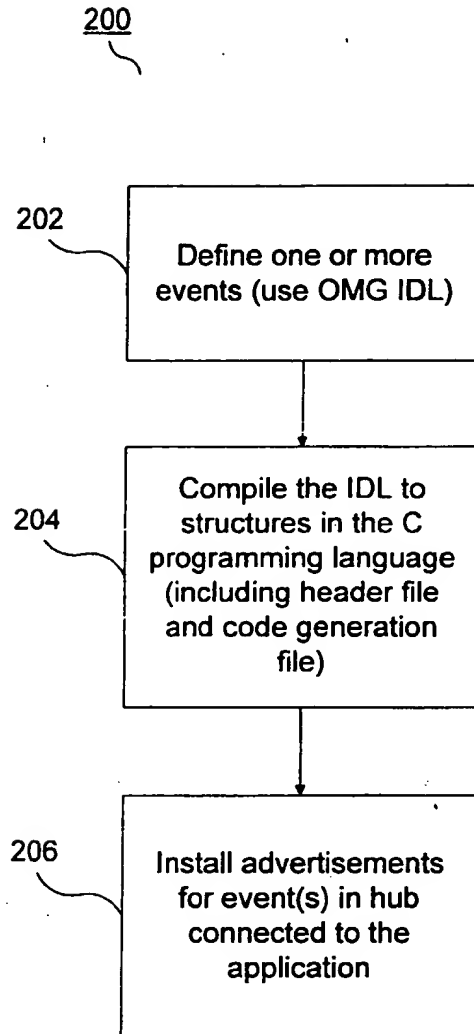 200
202
Define one or more
events (use OMG IDL)
204
Compile the IDL to
structures in the C
programming language
(including header file
and code generation
file)
206
Install advertisements
for event(s) in hub
connected to the
application